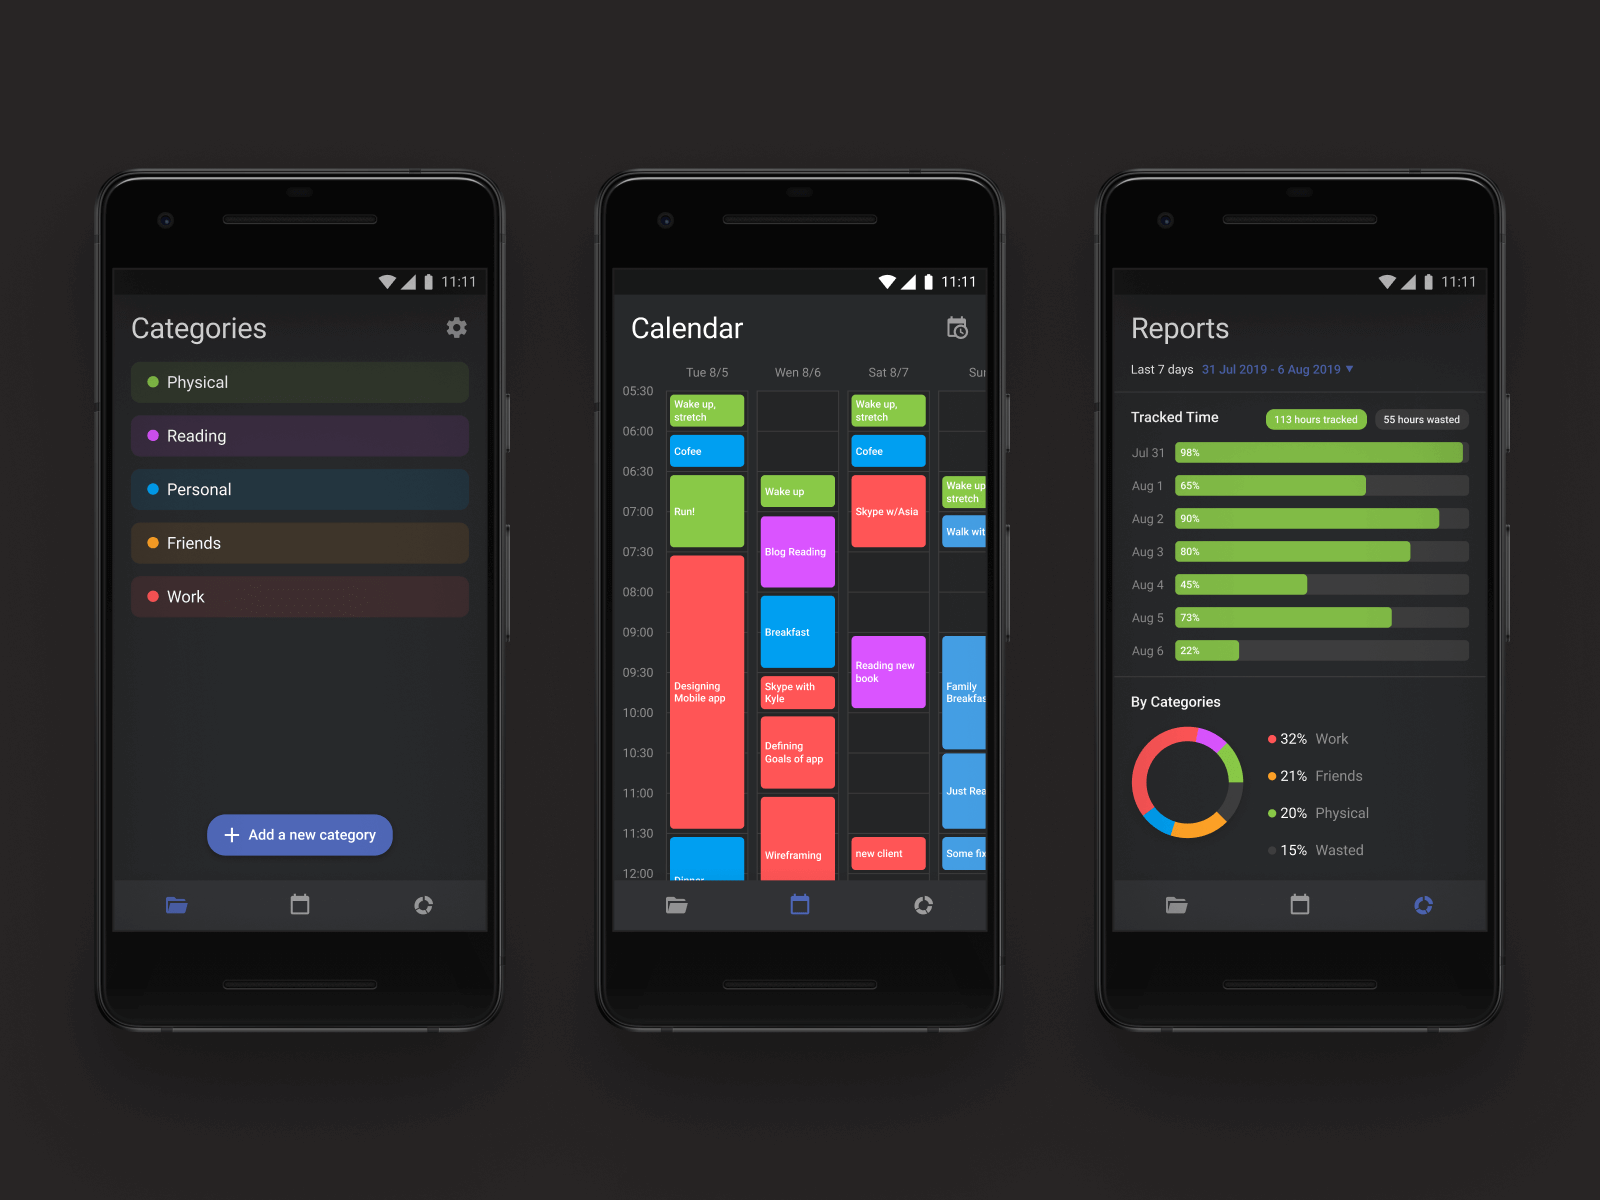 11:11
Categories
Physical
Reading
Personal
Friends
Work
+ Add a new category
11:11
Calendar
Tue 8/5 Wen 8/6 Sat 8/7 Sun
05:30
06:00
06:30
07:00
07:30
08:00
09:00
09:30
10:00
10:30
11:00
11:30
12:00
Wake up,
stretch
Cofee
Run!
Designing
Mobile app
Dinner
Wake up
Blog Reading
Breakfast
Skype with
Kyle
Defining
Goals of app
Wireframing
Wake up,
stretch
Cofee
Skype w/Asia
Reading new
book
new client
Wake up
stretch
Walk wit
Family
Breakfas
Just Rea
Some fix
11:11
Reports
Last 7 days 31 Jul 2019 - 6 Aug 2019
Tracked Time 113 hours tracked 55 hours wasted
Jul 31 98%
Aug 1 65%
Aug 2 90%
Aug 3 80%
Aug 4 45%
Aug 5 73%
Aug 6 22%
By Categories
32% Work
21% Friends
20% Physical
15% Wasted